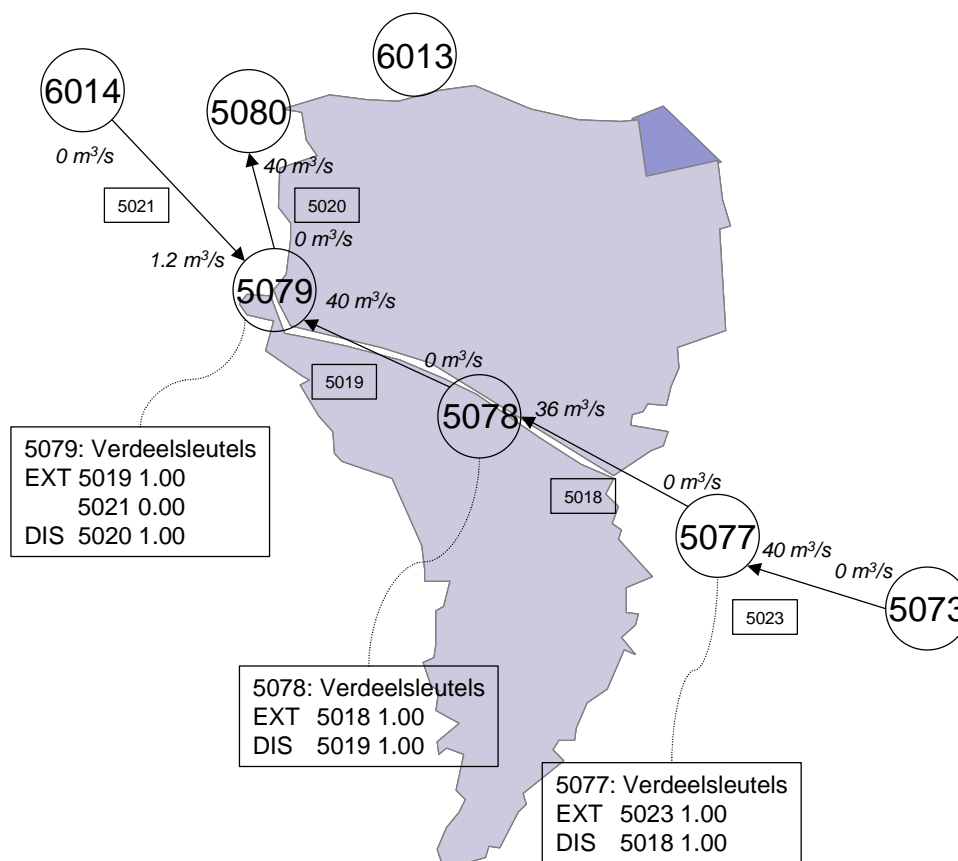 6013
6014
5080
0 m³/s
40 m³/s
5021
5020
0 m³/s
1.2 m³/s
5079
40 m³/s
0 m³/s
5019
5078
36 m³/s
5079: Verdeelsleutels
EXT 5019 1.00
5021 0.00
DIS 5020 1.00
5018
0 m³/s
5077
40 m³/s
0 m³/s
5073
5023
5078: Verdeelsleutels
EXT 5018 1.00
DIS 5019 1.00
5077: Verdeelsleutels
EXT 5023 1.00
DIS 5018 1.00